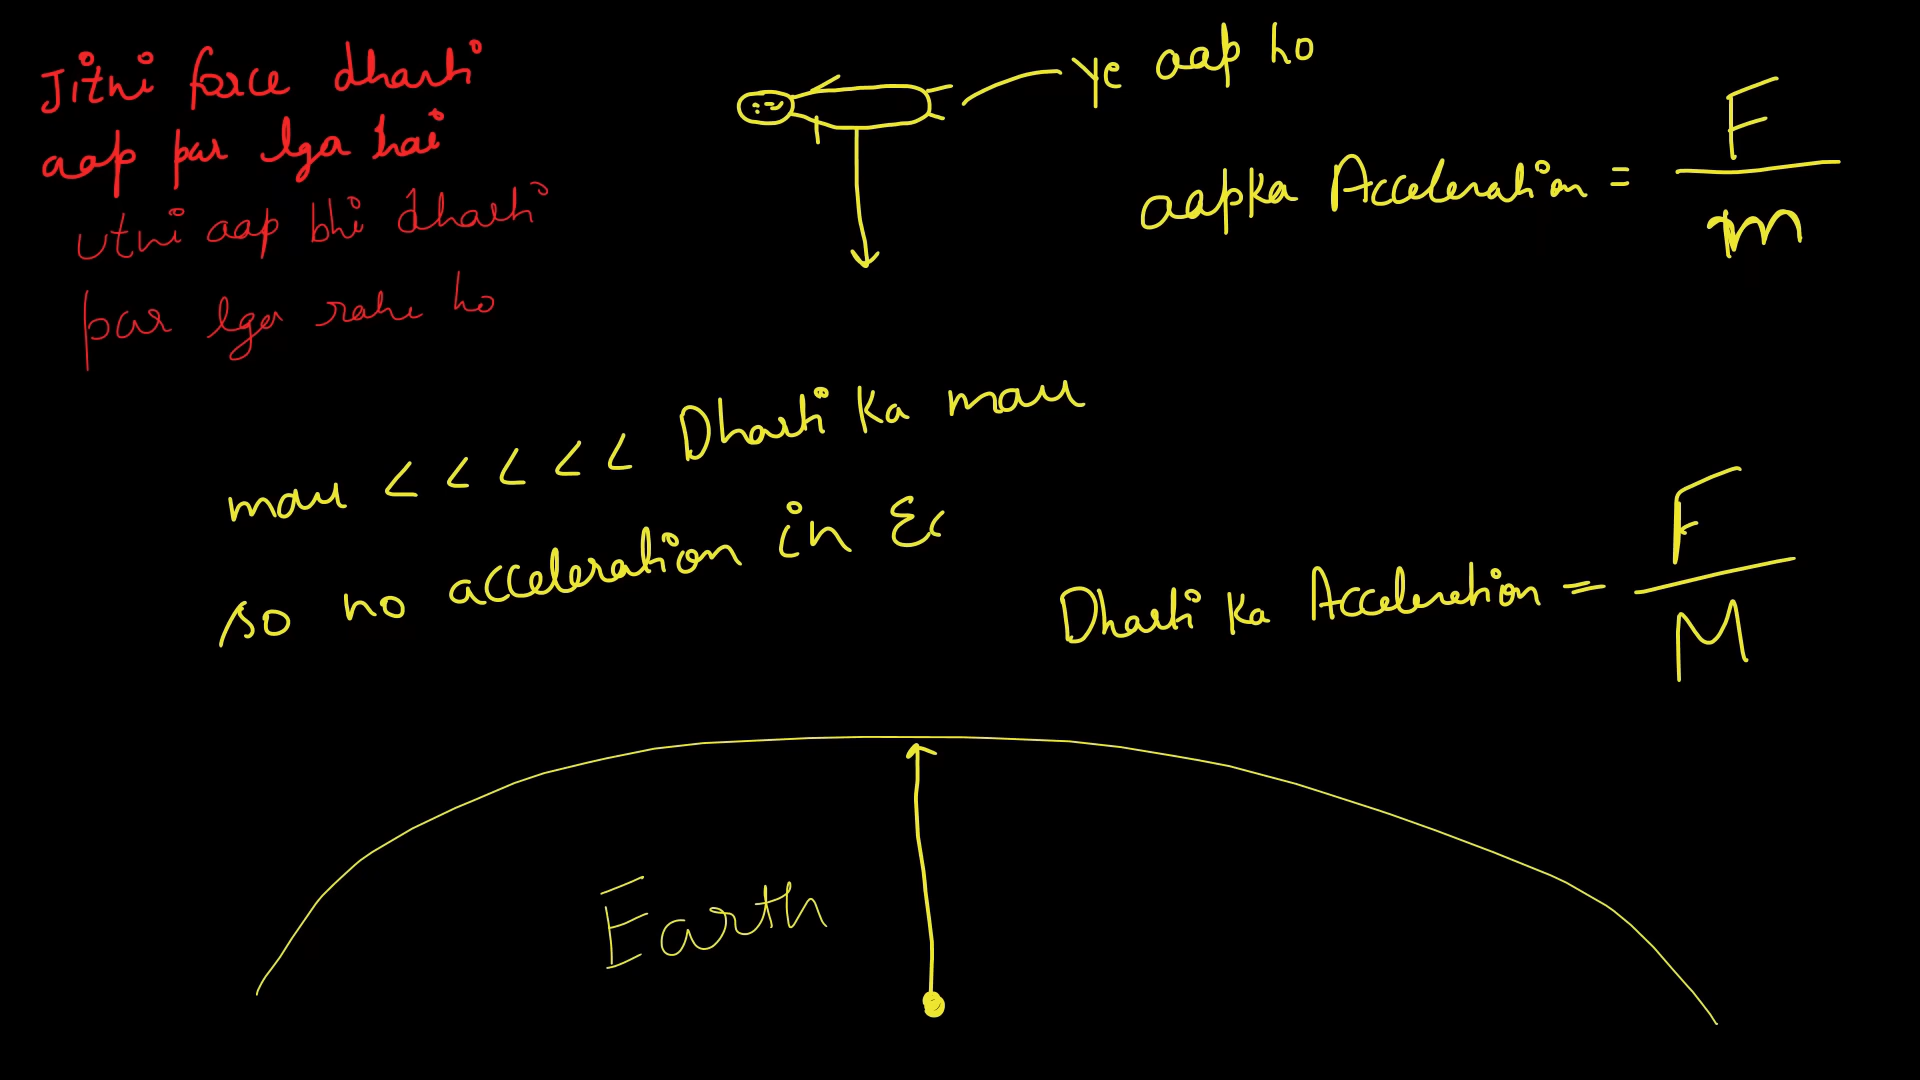 Jitni force dharti
aap par lga hai
utni aap bhi dharti
par lga rahe ho
ye aap ho
aapka Acceleration = F
m
mass < < < < < Dharti ka mass
so no acceleration in Ea
Dharti ka Acceleration = F
M
Earth